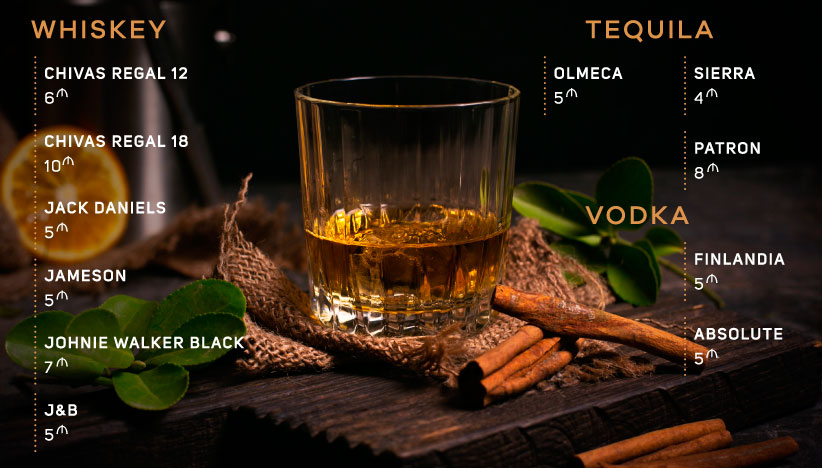 WHISKEY
CHIVAS REGAL 12
6₼
CHIVAS REGAL 18
10₼
JACK DANIELS
5₼
JAMESON
5₼
JOHNIE WALKER BLACK
7₼
J&B
5₼
TEQUILA
OLMECA
5₼
SIERRA
4₼
PATRON
8₼
VODKA
FINLANDIA
5₼
ABSOLUTE
5₼